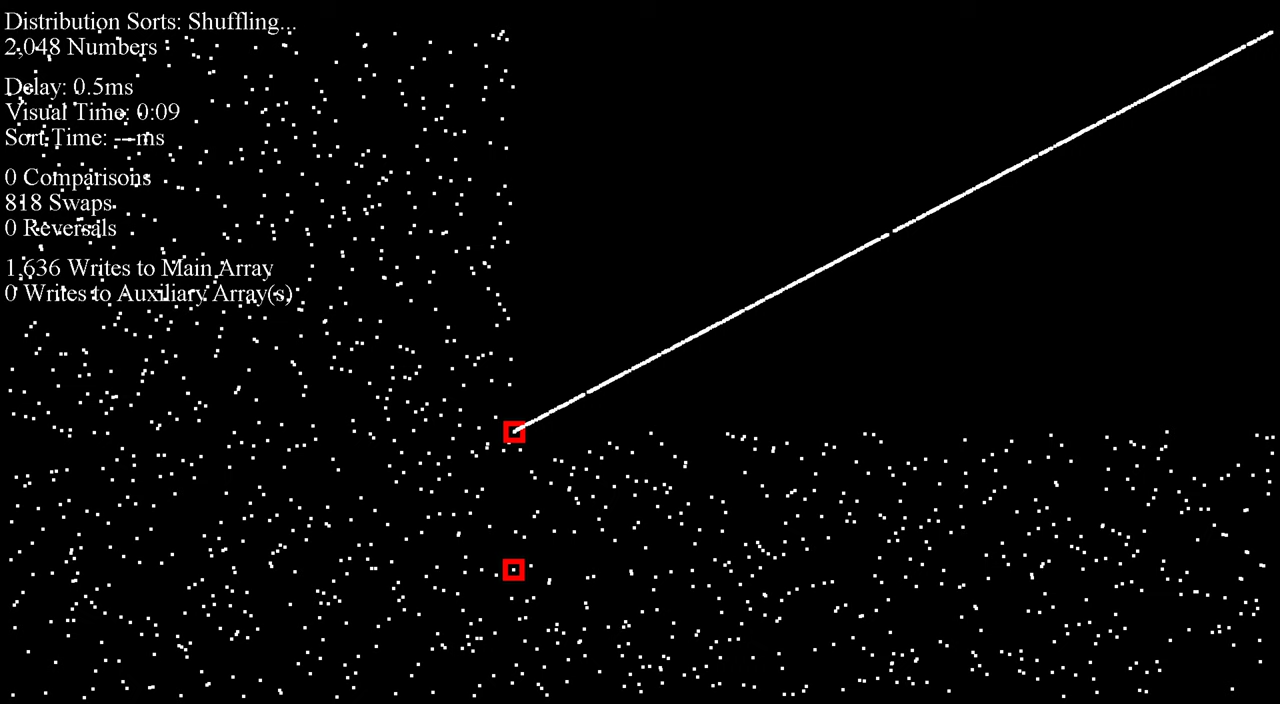 Distribution Sorts: Shuffling...
2,048 Numbers
Delay: 0.5ms
Visual Time: 0:09
Sort Time: ---ms
0 Comparisons
818 Swaps
0 Reversals
1,636 Writes to Main Array
0 Writes to Auxiliary Array(s)